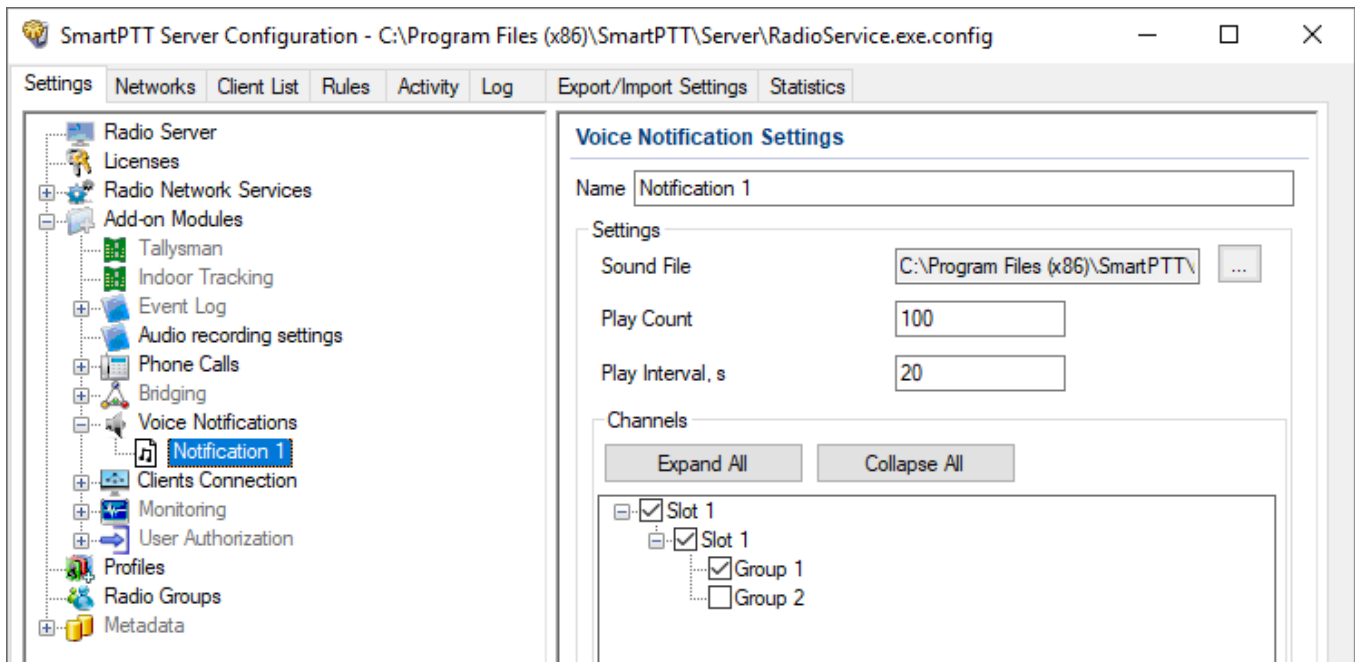 SmartPTT Server Configuration - C:\Program Files (x86)\SmartPTT\Server\RadioService.exe.config
Settings Networks Client List Rules Activity Log Export/Import Settings Statistics
Radio Server
Licenses
Radio Network Services
Add-on Modules
Tallysman
Indoor Tracking
Event Log
Audio recording settings
Phone Calls
Bridging
Voice Notifications
Notification 1
Clients Connection
Monitoring
User Authorization
Profiles
Radio Groups
Metadata
Voice Notification Settings
Name Notification 1
Settings
Sound File C:\Program Files (x86)\SmartPTT\ ...
Play Count 100
Play Interval, s 20
Channels
Expand All Collapse All
Slot 1
Slot 1
Group 1
Group 2